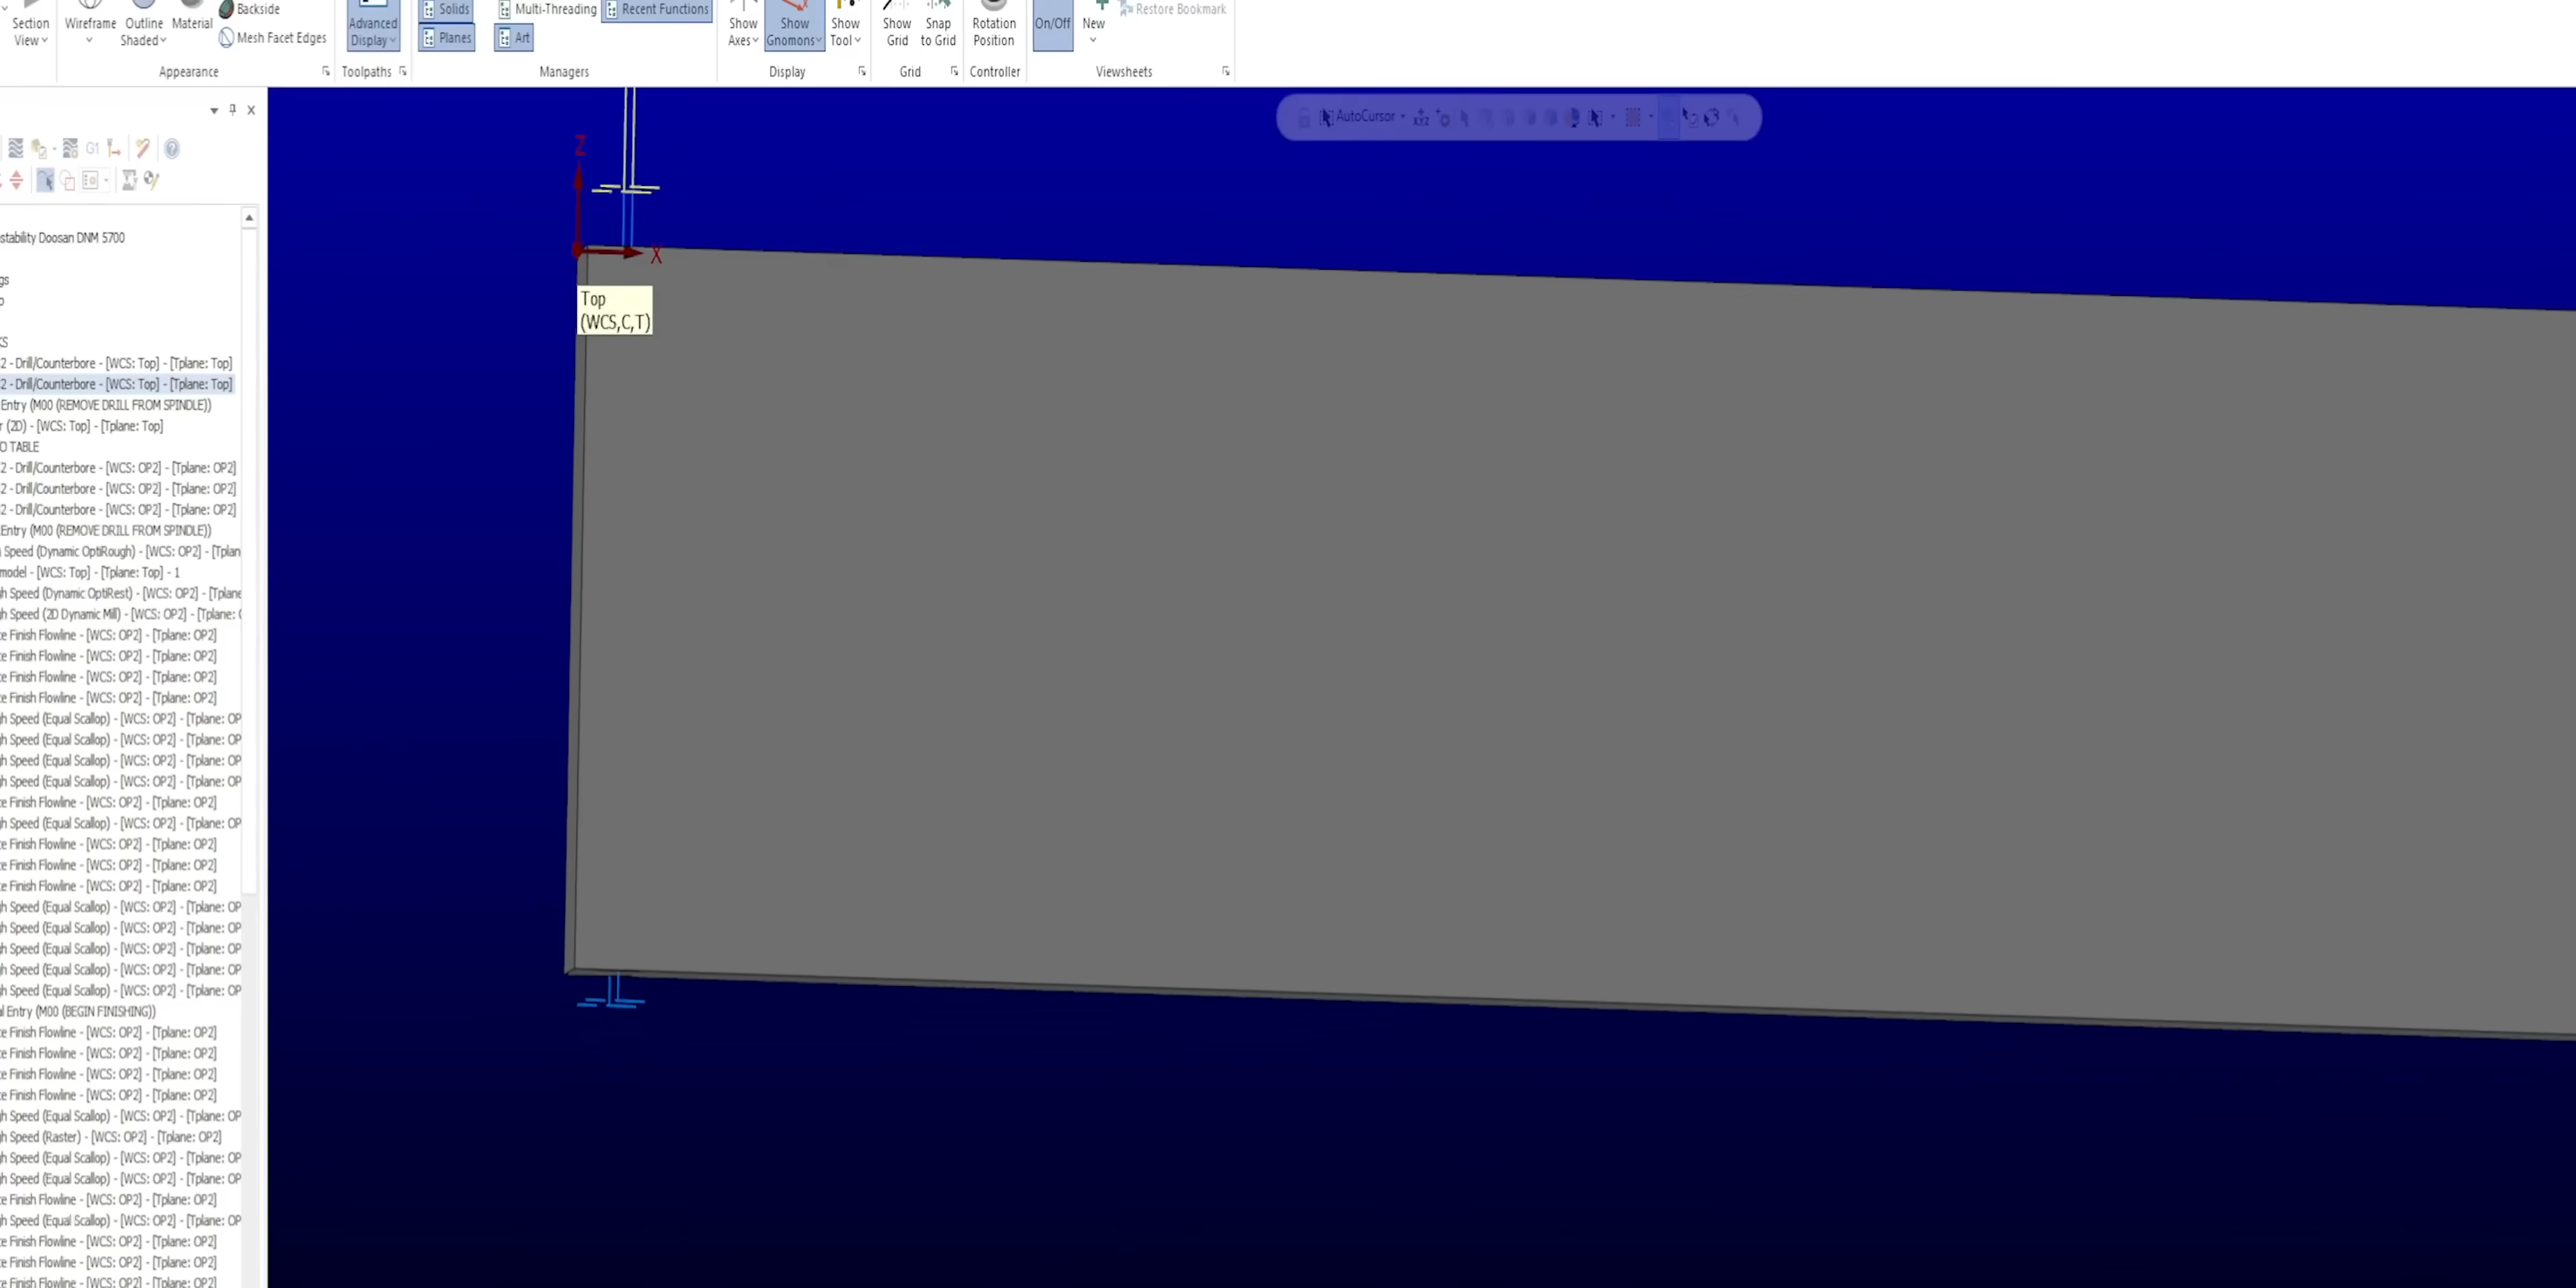 Section
View
Wireframe
Outline
Shaded
Material
Backside
Mesh Facet Edges
Appearance
Advanced
Display
Toolpaths
Solids
Planes
Multi-Threading
Art
Recent Functions
Managers
Show
Axes
Show
Gnomons
Show
Tool
Display
Show
Grid
Snap
to Grid
Grid
Rotation
Position
Controller
On/Off
New
Restore Bookmark
Viewsheets
G1
AutoCursor
XYZ
Z
X
Top
(WCS,C,T)
stability Doosan DNM 5700
gs
o
KS
2 - Drill/Counterbore - [WCS: Top] - [Tplane: Top]
2 - Drill/Counterbore - [WCS: Top] - [Tplane: Top]
Entry (M00 (REMOVE DRILL FROM SPINDLE))
r (2D) - [WCS: Top] - [Tplane: Top]
O TABLE
2 - Drill/Counterbore - [WCS: OP2] - [Tplane: OP2]
2 - Drill/Counterbore - [WCS: OP2] - [Tplane: OP2]
2 - Drill/Counterbore - [WCS: OP2] - [Tplane: OP2]
Entry (M00 (REMOVE DRILL FROM SPINDLE))
Speed (Dynamic OptiRough) - [WCS: OP2] - [Tplan
model - [WCS: Top] - [Tplane: Top] - 1
h Speed (Dynamic OptiRest) - [WCS: OP2] - [Tplane
h Speed (2D Dynamic Mill) - [WCS: OP2] - [Tplane: O
e Finish Flowline - [WCS: OP2] - [Tplane: OP2]
e Finish Flowline - [WCS: OP2] - [Tplane: OP2]
e Finish Flowline - [WCS: OP2] - [Tplane: OP2]
e Finish Flowline - [WCS: OP2] - [Tplane: OP2]
h Speed (Equal Scallop) - [WCS: OP2] - [Tplane: OP
h Speed (Equal Scallop) - [WCS: OP2] - [Tplane: OP
h Speed (Equal Scallop) - [WCS: OP2] - [Tplane: OP
h Speed (Equal Scallop) - [WCS: OP2] - [Tplane: OP
e Finish Flowline - [WCS: OP2] - [Tplane: OP2]
h Speed (Equal Scallop) - [WCS: OP2] - [Tplane: OP
e Finish Flowline - [WCS: OP2] - [Tplane: OP2]
e Finish Flowline - [WCS: OP2] - [Tplane: OP2]
e Finish Flowline - [WCS: OP2] - [Tplane: OP2]
h Speed (Equal Scallop) - [WCS: OP2] - [Tplane: OP
h Speed (Equal Scallop) - [WCS: OP2] - [Tplane: OP
h Speed (Equal Scallop) - [WCS: OP2] - [Tplane: OP
h Speed (Equal Scallop) - [WCS: OP2] - [Tplane: OP
h Speed (Equal Scallop) - [WCS: OP2] - [Tplane: OP
l Entry (M00 (BEGIN FINISHING))
e Finish Flowline - [WCS: OP2] - [Tplane: OP2]
e Finish Flowline - [WCS: OP2] - [Tplane: OP2]
e Finish Flowline - [WCS: OP2] - [Tplane: OP2]
e Finish Flowline - [WCS: OP2] - [Tplane: OP2]
h Speed (Equal Scallop) - [WCS: OP2] - [Tplane: OP
h Speed (Raster) - [WCS: OP2] - [Tplane: OP2]
h Speed (Equal Scallop) - [WCS: OP2] - [Tplane: OP
h Speed (Equal Scallop) - [WCS: OP2] - [Tplane: OP
e Finish Flowline - [WCS: OP2] - [Tplane: OP2]
h Speed (Equal Scallop) - [WCS: OP2] - [Tplane: OP
e Finish Flowline - [WCS: OP2] - [Tplane: OP2]
e Finish Flowline - [WCS: OP2] - [Tplane: OP2]
e Finish Flowline - [WCS: OP2] - [Tplane: OP2]